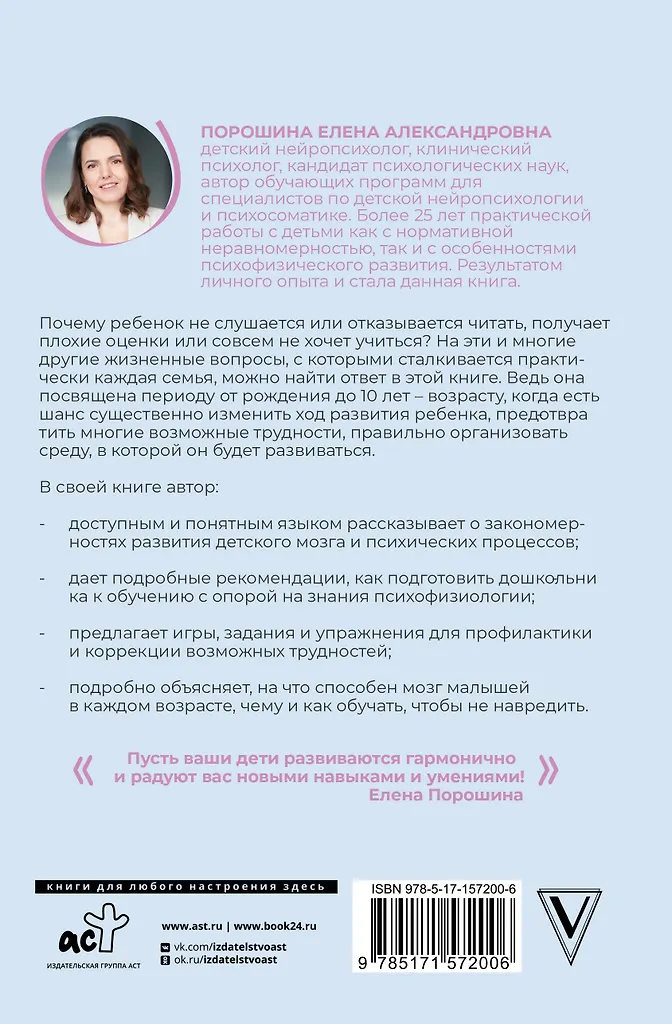 ПОРОШИНА ЕЛЕНА АЛЕКСАНДРОВНА
детский нейропсихолог, клинический
психолог, кандидат психологических наук,
автор обучающих программ для
специалистов по детской нейропсихологии
и психосоматике. Более 25 лет практической
работы с детьми как с нормативной
неравномерностью, так и с особенностями
психофизического развития. Результатом
личного опыта и стала данная книга.
Почему ребенок не слушается или отказывается читать, получает
плохие оценки или совсем не хочет учиться? На эти и многие
другие жизненные вопросы, с которыми сталкивается практи-
чески каждая семья, можно найти ответ в этой книге. Ведь она
посвящена периоду от рождения до 10 лет – возрасту, когда есть
шанс существенно изменить ход развития ребенка, предотвра
тить многие возможные трудности, правильно организовать
среду, в которой он будет развиваться.
В своей книге автор:
- доступным и понятным языком рассказывает о закономер-
ностях развития детского мозга и психических процессов;
- дает подробные рекомендации, как подготовить дошкольни
ка к обучению с опорой на знания психофизиологии;
- предлагает игры, задания и упражнения для профилактики
и коррекции возможных трудностей;
- подробно объясняет, на что способен мозг малышей
в каждом возрасте, чему и как обучать, чтобы не навредить.
« Пусть ваши дети развиваются гармонично
и радуют вас новыми навыками и умениями! »
Елена Порошина
книги для любого настроения здесь
аст
ИЗДАТЕЛЬСКАЯ ГРУППА АСТ
www.ast.ru | www.book24.ru
vk.com/izdatelstvoast
ok.ru/izdatelstvoast
ISBN 978-5-17-157200-6
9 785171 572006
V